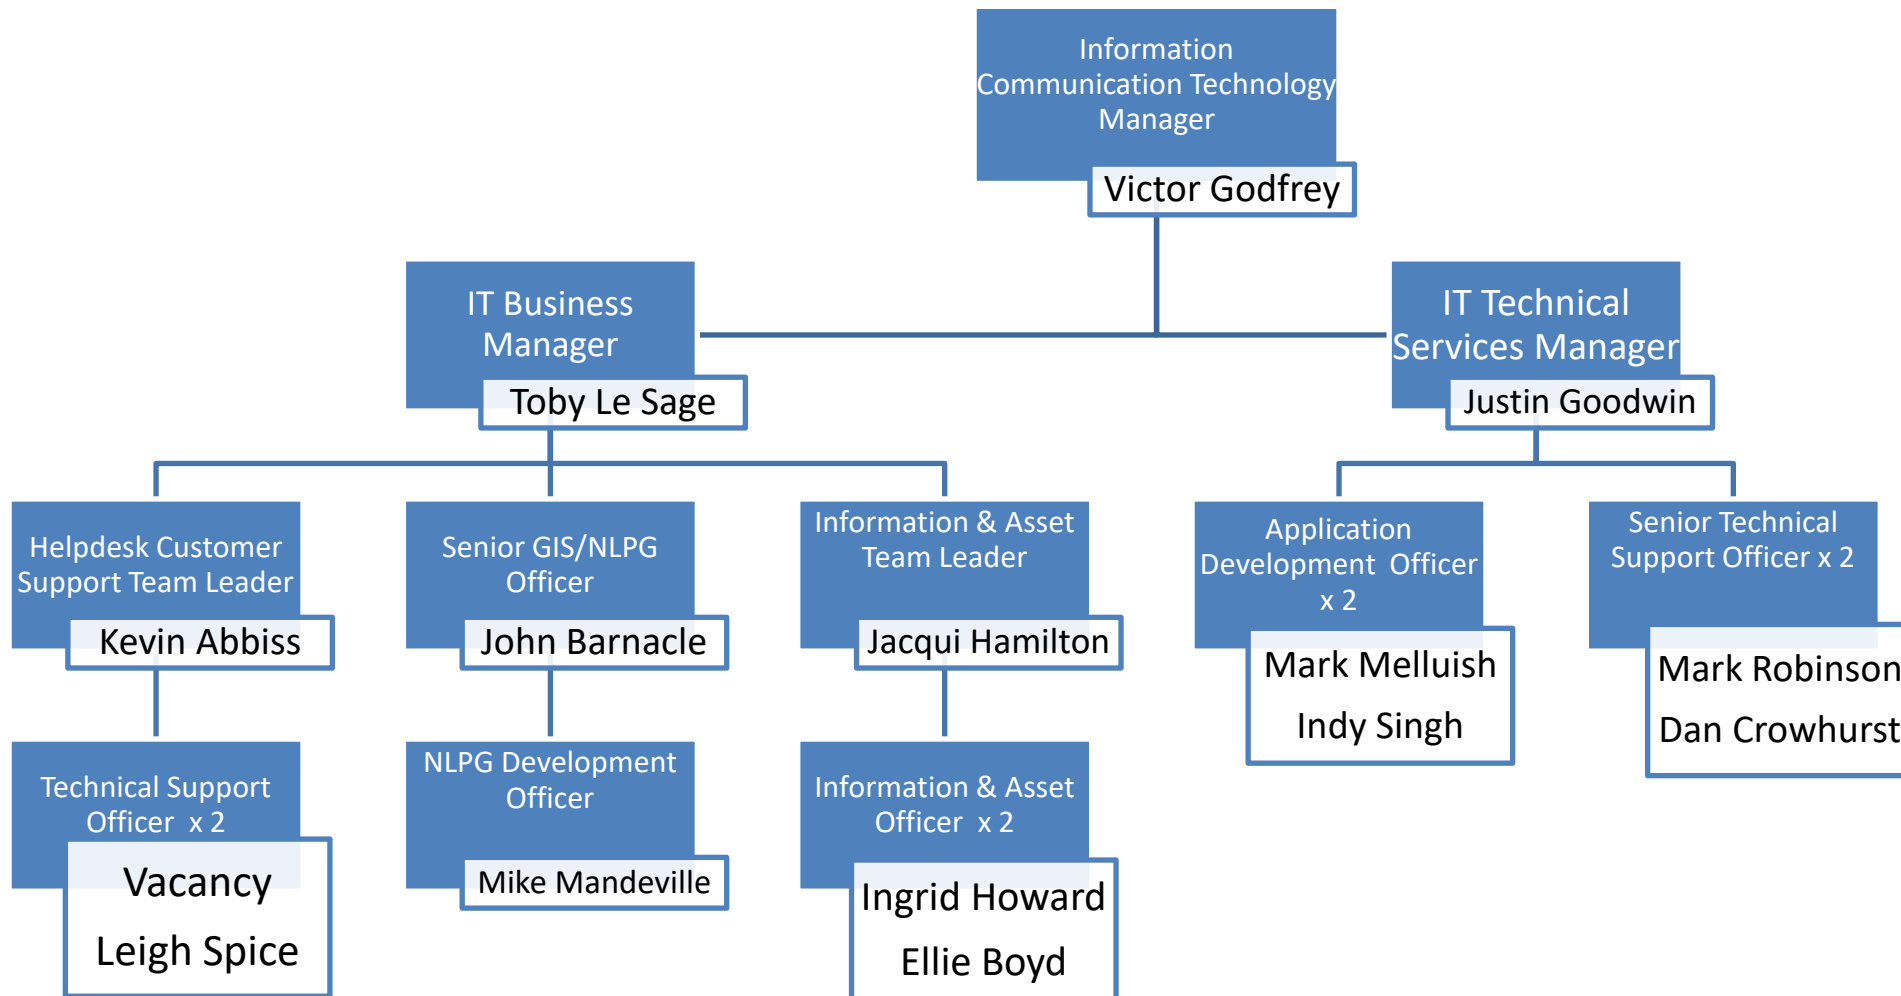 Information
Communication Technology
Manager
Victor Godfrey
IT Business
Manager
Toby Le Sage
IT Technical
Services Manager
Justin Goodwin
Helpdesk Customer
Support Team Leader
Kevin Abbiss
Senior GIS/NLPG
Officer
John Barnacle
Information & Asset
Team Leader
Jacqui Hamilton
Application
Development Officer
x 2
Mark Melluish
Indy Singh
Senior Technical
Support Officer x 2
Mark Robinson
Dan Crowhurst
Technical Support
Officer x 2
Vacancy
Leigh Spice
NLPG Development
Officer
Mike Mandeville
Information & Asset
Officer x 2
Ingrid Howard
Ellie Boyd